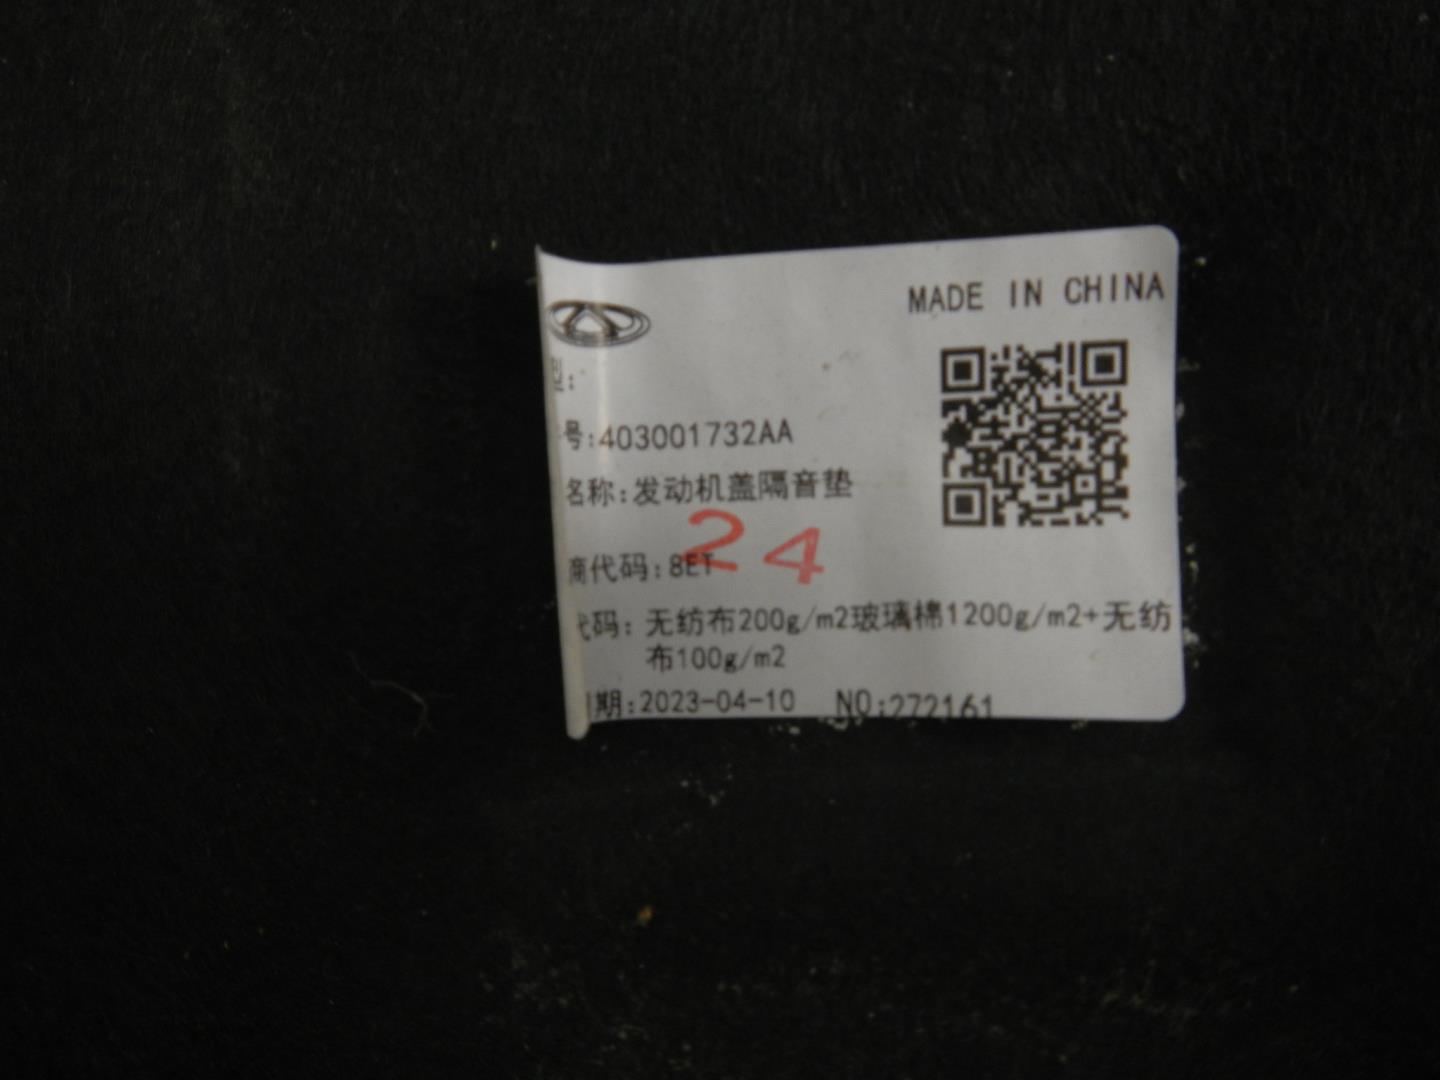 MADE IN CHINA
型:
号:403001732AA
名称:发动机盖隔音垫
24
商代码:8ET
代码: 无纺布200g/m2玻璃棉1200g/m2+无纺
布100g/m2
期:2023-04-10 NO:272161